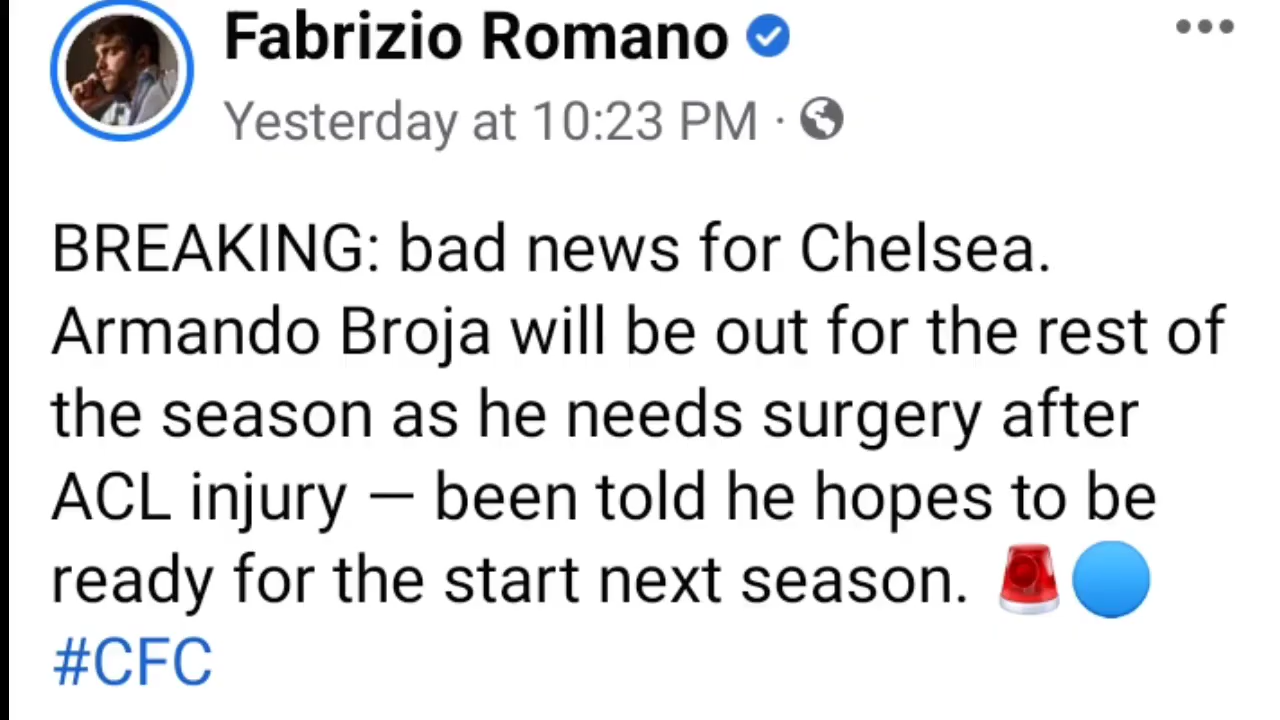 Fabrizio Romano
Yesterday at 10:23 PM ·
BREAKING: bad news for Chelsea.
Armando Broja will be out for the rest of
the season as he needs surgery after
ACL injury — been told he hopes to be
ready for the start next season. 🚨🔵
#CFC